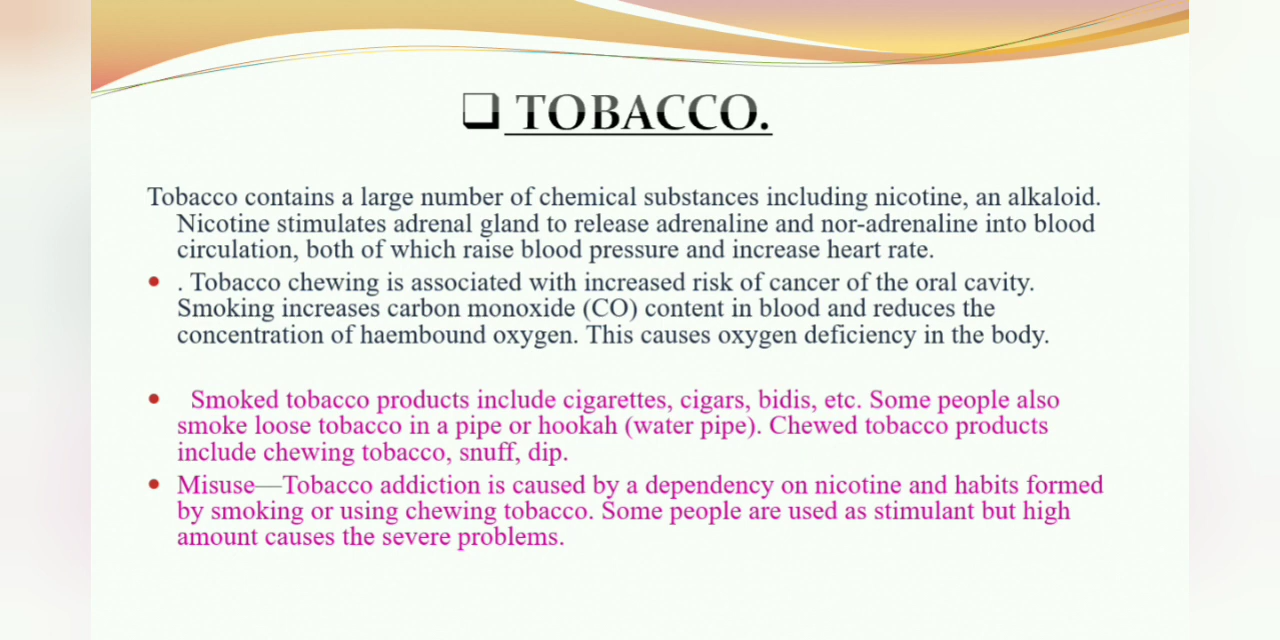 ❑ TOBACCO.
Tobacco contains a large number of chemical substances including nicotine, an alkaloid.
Nicotine stimulates adrenal gland to release adrenaline and nor-adrenaline into blood
circulation, both of which raise blood pressure and increase heart rate.
• . Tobacco chewing is associated with increased risk of cancer of the oral cavity.
Smoking increases carbon monoxide (CO) content in blood and reduces the
concentration of haembound oxygen. This causes oxygen deficiency in the body.
• Smoked tobacco products include cigarettes, cigars, bidis, etc. Some people also
smoke loose tobacco in a pipe or hookah (water pipe). Chewed tobacco products
include chewing tobacco, snuff, dip.
• Misuse—Tobacco addiction is caused by a dependency on nicotine and habits formed
by smoking or using chewing tobacco. Some people are used as stimulant but high
amount causes the severe problems.